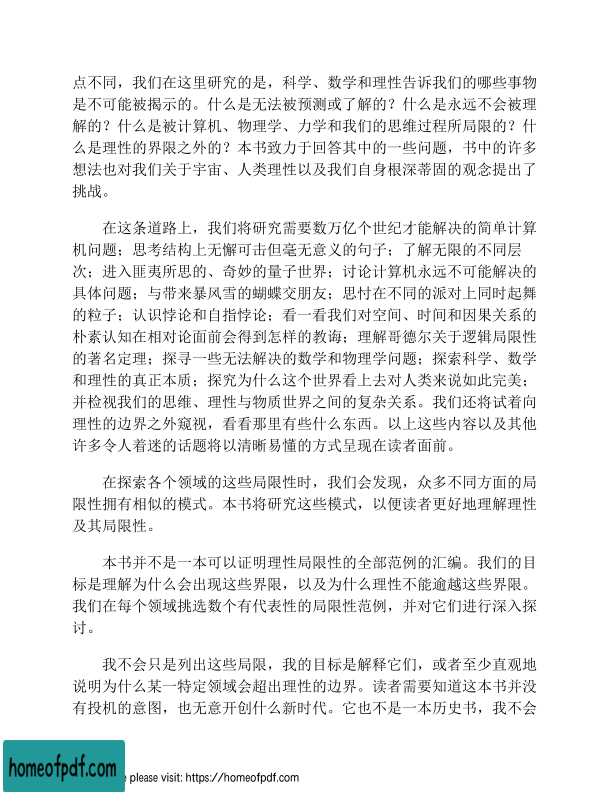 点不同，我们在这里研究的是，科学、数学和理性告诉我们的哪些事物
是不可能被揭示的。什么是无法被预测或了解的？什么是永远不会被理
解的？什么是被计算机、物理学、力学和我们的思维过程所局限的？什
么是理性的界限之外的？本书致力于回答其中的一些问题，书中的许多
想法也对我们关于宇宙、人类理性以及我们自身根深蒂固的观念提出了
挑战。
在这条道路上，我们将研究需要数万亿个世纪才能解决的简单计算
机问题；思考结构上无懈可击但毫无意义的句子；了解无限的不同层
次；进入匪夷所思的、奇妙的量子世界；讨论计算机永远不可能解决的
具体问题；与带来暴风雪的蝴蝶交朋友；思忖在不同的派对上同时起舞
的粒子；认识悖论和自指悖论；看一看我们对空间、时间和因果关系的
朴素认知在相对论面前会得到怎样的教诲；理解哥德尔关于逻辑局限性
的著名定理；探寻一些无法解决的数学和物理学问题；探索科学、数学
和理性的真正本质；探究为什么这个世界看上去对人类来说如此完美；
并检视我们的思维、理性与物质世界之间的复杂关系。我们还将试着向
理性的边界之外窥视，看看那里有些什么东西。以上这些内容以及其他
许多令人着迷的话题将以清晰易懂的方式呈现在读者面前。
在探索各个领域的这些局限性时，我们会发现，众多不同方面的局
限性拥有相似的模式。本书将研究这些模式，以便读者更好地理解理性
及其局限性。
本书并不是一本可以证明理性局限性的全部范例的汇编。我们的目
标是理解为什么会出现这些界限，以及为什么理性不能逾越这些界限。
我们在每个领域挑选数个有代表性的局限性范例，并对它们进行深入探
讨。
我不会只是列出这些局限，我的目标是解释它们，或者至少直观地
说明为什么某一特定领域会超出理性的边界。读者需要知道这本书并没
有投机的意图，也无意开创什么新时代。它也不是一本历史书，我不会
homeofpdf.com
please visit: https://homeofpdf.com